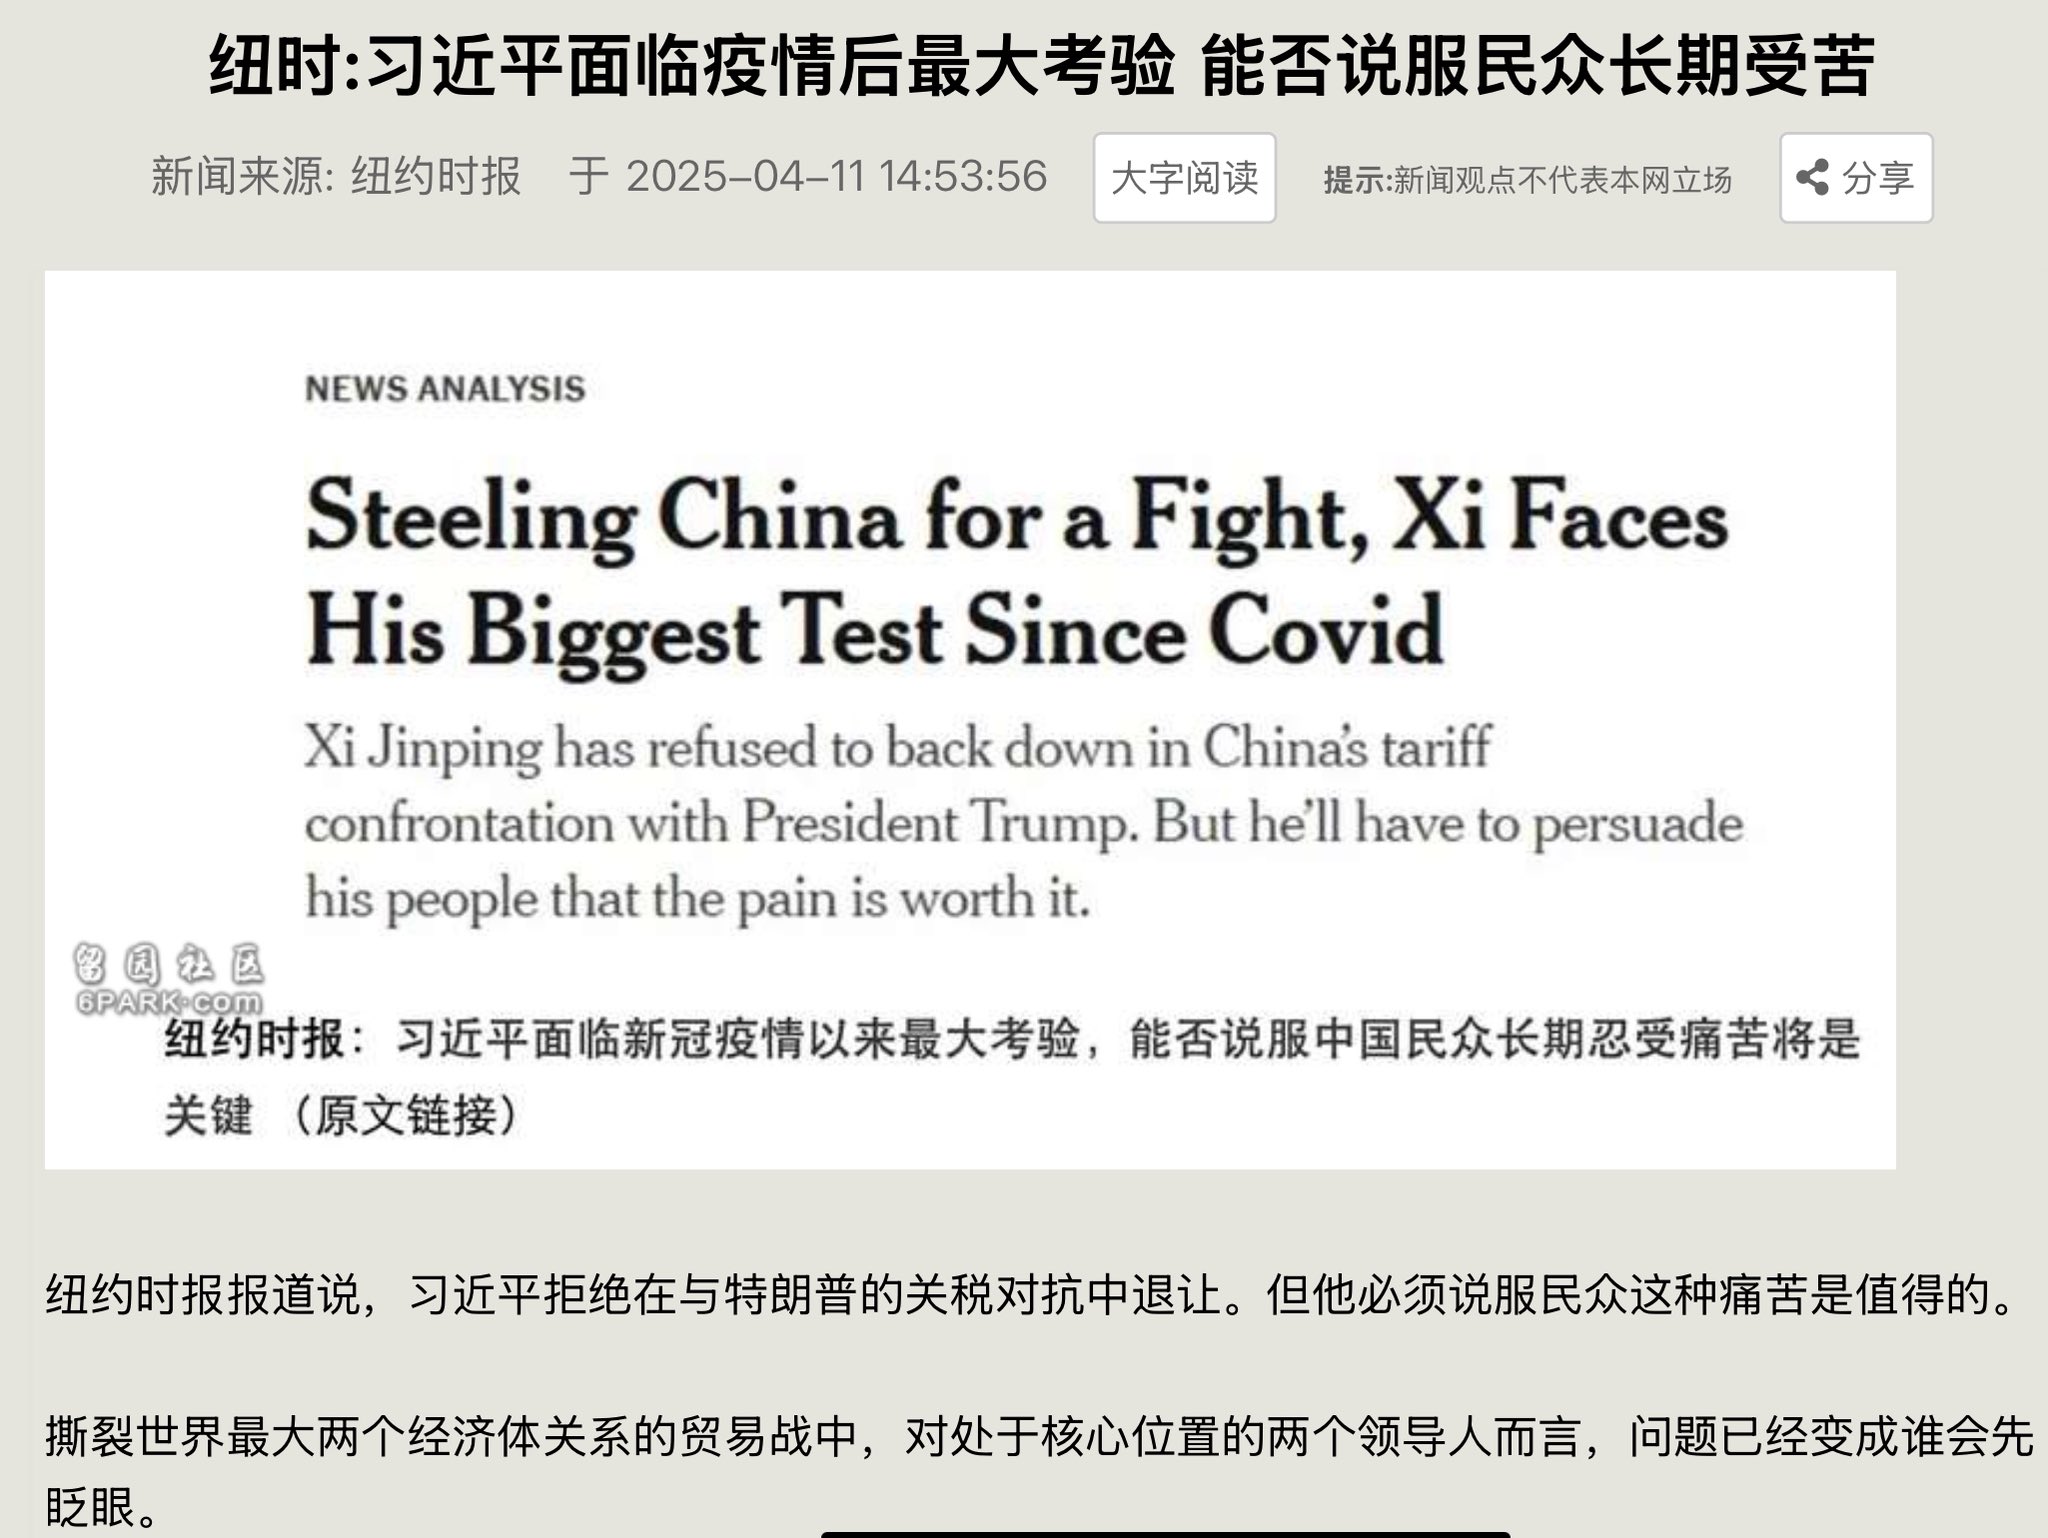 纽时:习近平面临疫情后最大考验 能否说服民众长期受苦
新闻来源: 纽约时报 于 2025-04-11 14:53:56 大字阅读 提示:新闻观点不代表本网立场 分享
NEWS ANALYSIS
Steeling China for a Fight, Xi Faces
His Biggest Test Since Covid
Xi Jinping has refused to back down in China's tariff
confrontation with President Trump. But he'll have to persuade
his people that the pain is worth it.
留园社区
6PARK.com
纽约时报：习近平面临新冠疫情以来最大考验，能否说服中国民众长期忍受痛苦将是
关键 （原文链接）
纽约时报报道说，习近平拒绝在与特朗普的关税对抗中退让。但他必须说服民众这种痛苦是值得的。
撕裂世界最大两个经济体关系的贸易战中，对处于核心位置的两个领导人而言，问题已经变成谁会先
眨眼。